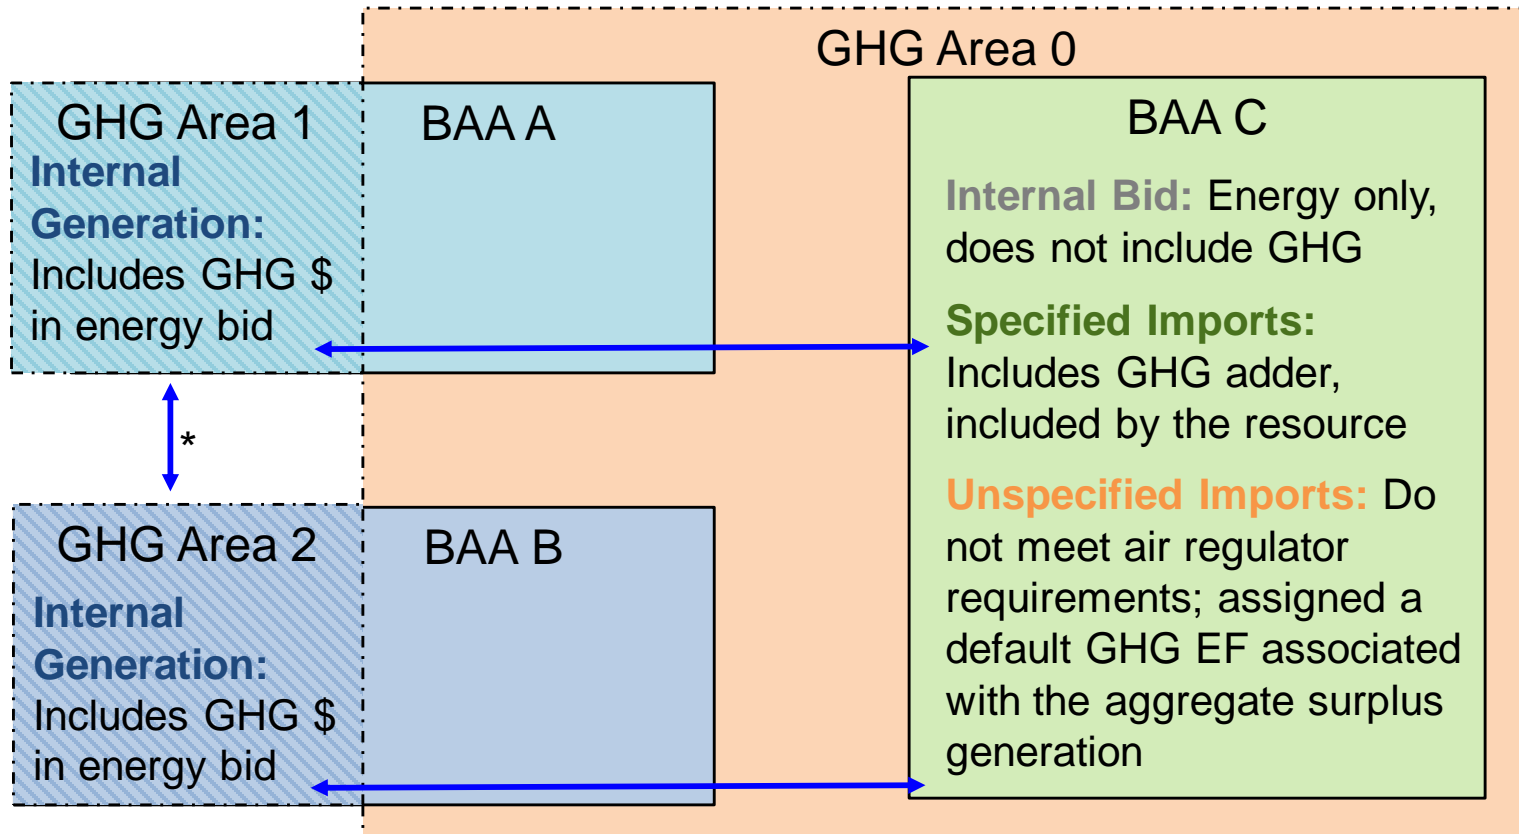 GHG Area 0
GHG Area 1
Internal
Generation:
Includes GHG $
in energy bid
BAA A
BAA C
Internal Bid: Energy only,
does not include GHG
Specified Imports:
Includes GHG adder,
included by the resource
Unspecified Imports: Do
not meet air regulator
requirements; assigned a
default GHG EF associated
with the aggregate surplus
generation
*
GHG Area 2
Internal
Generation:
Includes GHG $
in energy bid
BAA B